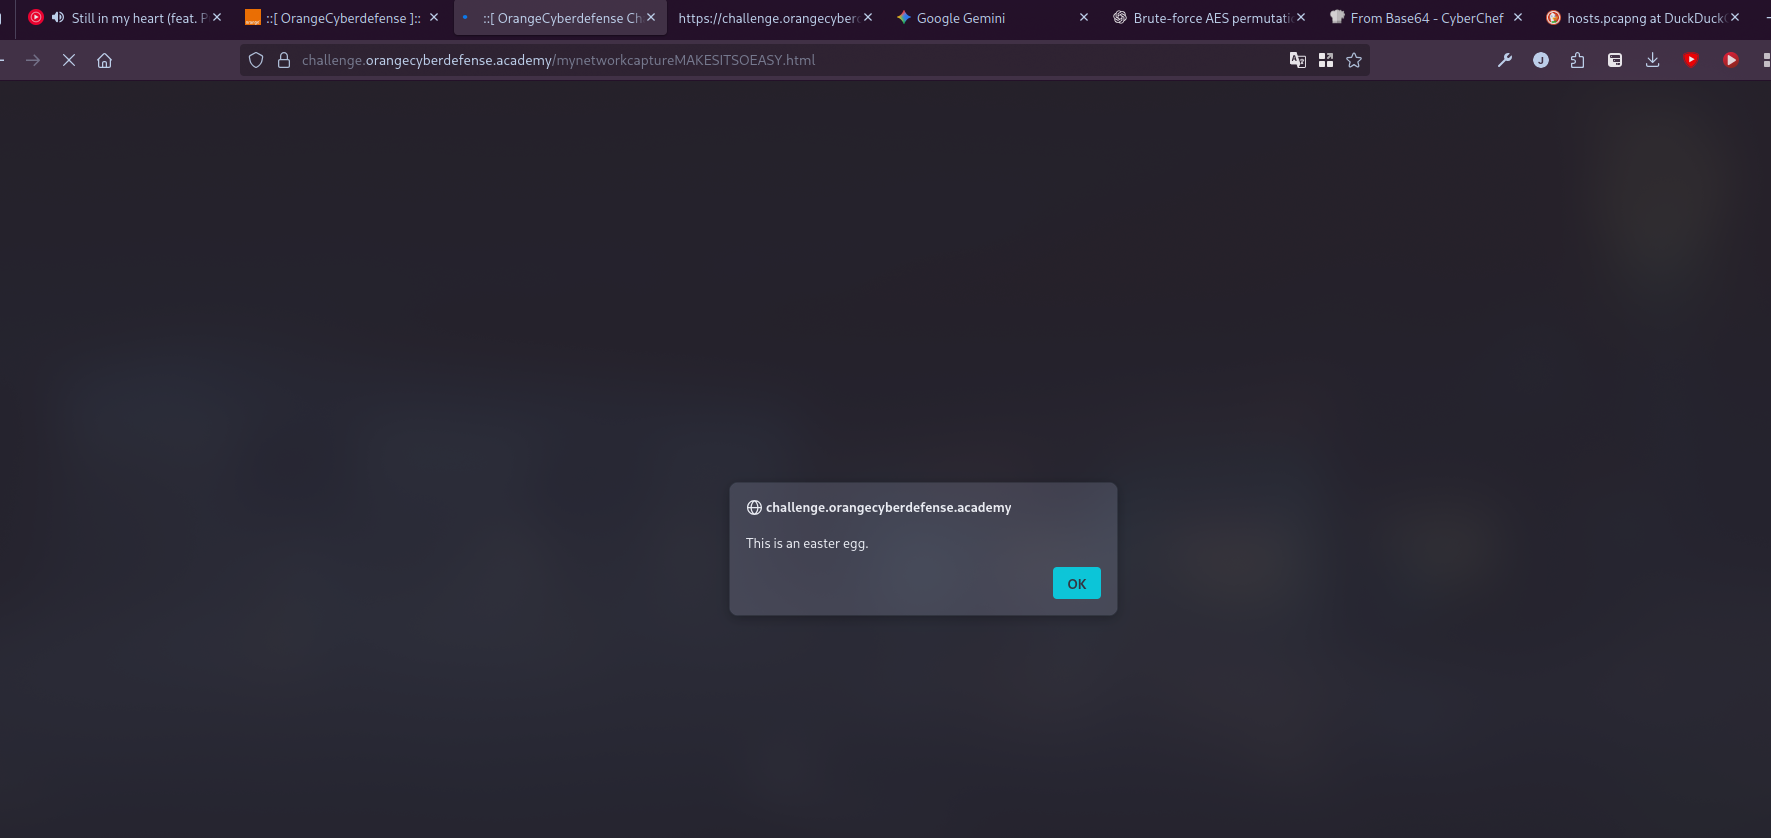 Still in my heart (feat. P
::[ OrangeCyberdefense ]::
::[ OrangeCyberdefense Ch
https://challenge.orangecyberd
Google Gemini
Brute-force AES permutati
From Base64 - CyberChef
hosts.pcapng at DuckDuck
challenge.orangecyberdefense.academy/mynetworkcaptureMAKESITSOEASY.html
J
challenge.orangecyberdefense.academy
This is an easter egg.
OK